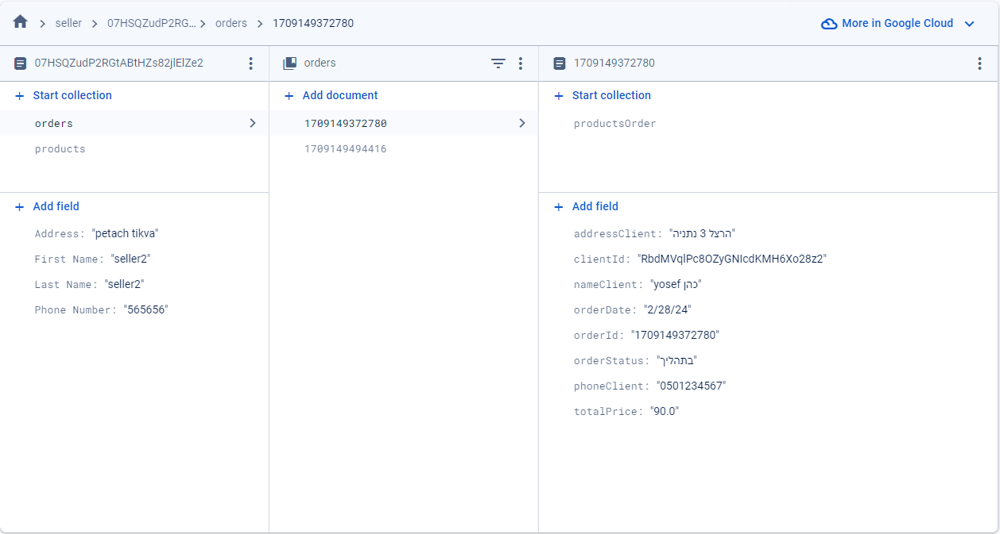 seller
07HSQZudP2RG...
orders
1709149372780
More in Google Cloud
07HSQZudP2RGtABtHZs82jlElZe2
Start collection
orders
products
Add field
Address: "petach tikva"
First Name: "seller2"
Last Name: "seller2"
Phone Number: "565656"
orders
Add document
1709149372780
1709149494416
1709149372780
Start collection
productsOrder
Add field
addressClient: "הרצל 3 נתניה"
clientId: "RbdMVqlPc8OZyGNIcdKMH6Xo28z2"
nameClient: "yosef כהן"
orderDate: "2/28/24"
orderId: "1709149372780"
orderStatus: "בתהליך"
phoneClient: "0501234567"
totalPrice: "90.0"